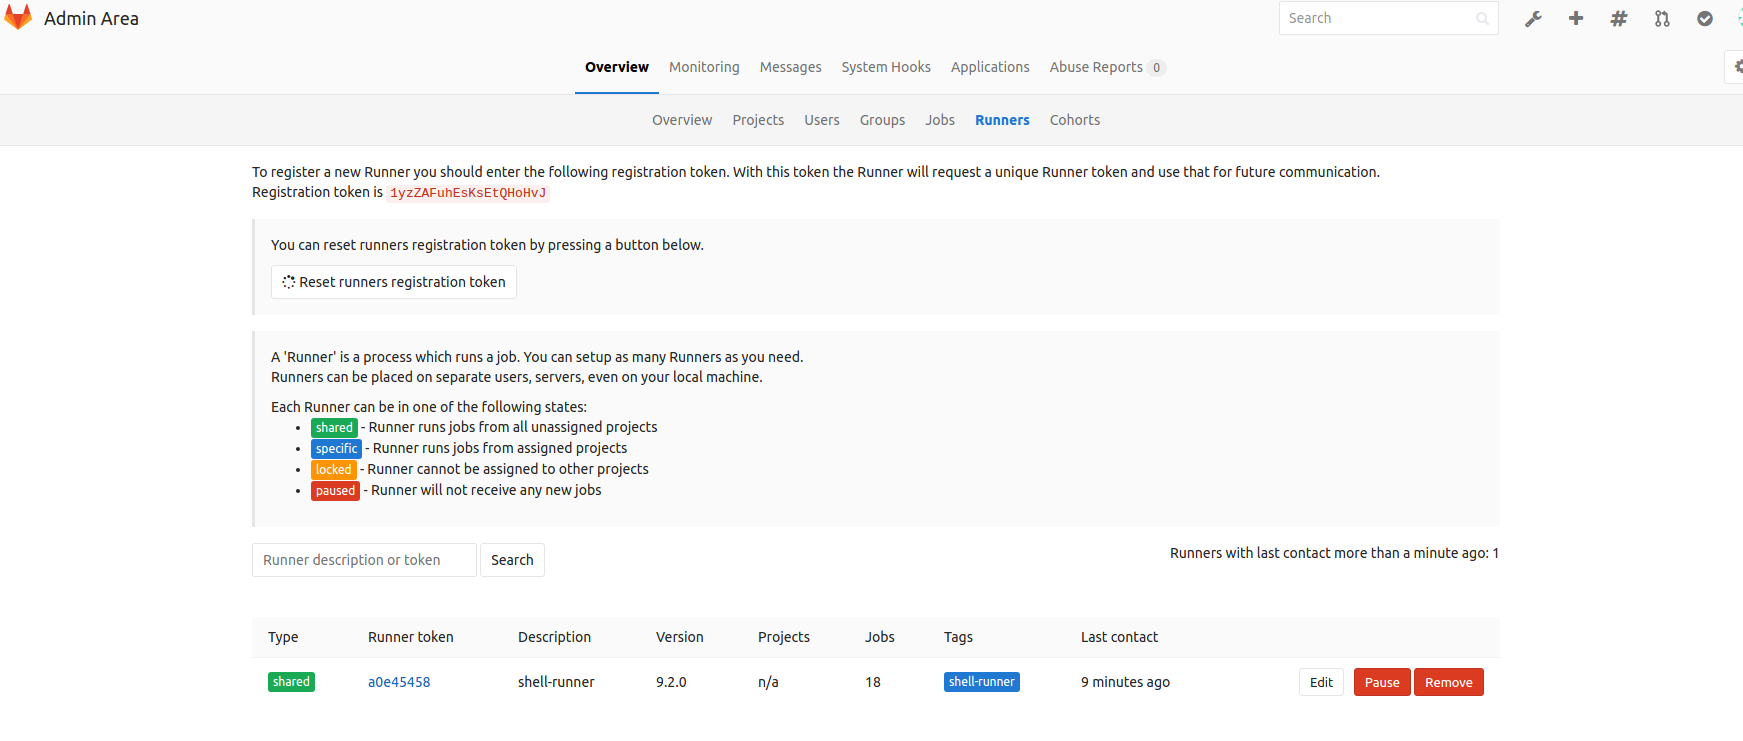 Admin Area
Search
Overview Monitoring Messages System Hooks Applications Abuse Reports 0
Overview Projects Users Groups Jobs Runners Cohorts
To register a new Runner you should enter the following registration token. With this token the Runner will request a unique Runner token and use that for future communication.
Registration token is 1yzZAFuhEsKsEtQHoHvJ
You can reset runners registration token by pressing a button below.
Reset runners registration token
A 'Runner' is a process which runs a job. You can setup as many Runners as you need.
Runners can be placed on separate users, servers, even on your local machine.
Each Runner can be in one of the following states:
shared - Runner runs jobs from all unassigned projects
specific - Runner runs jobs from assigned projects
locked - Runner cannot be assigned to other projects
paused - Runner will not receive any new jobs
Runner description or token Search Runners with last contact more than a minute ago: 1
Type Runner token Description Version Projects Jobs Tags Last contact
shared a0e45458 shell-runner 9.2.0 n/a 18 shell-runner 9 minutes ago Edit Pause Remove